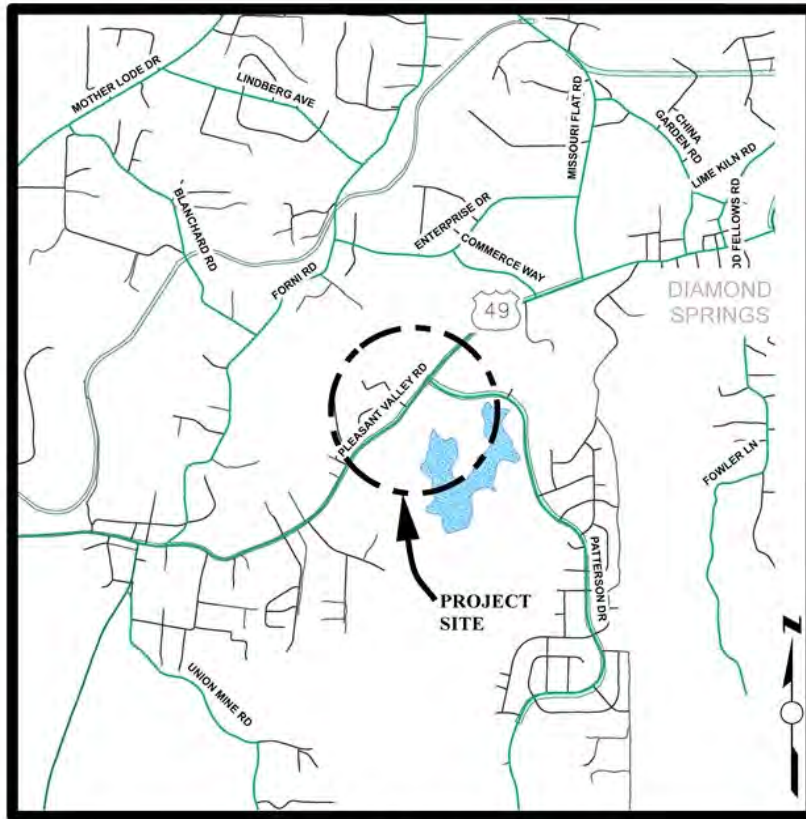 MOTHER LODE DR
LINDBERG AVE
MISSOURI FLAT RD
CHINA
GARDEN RD
LIME KILN RD
DD FELLOWS RD
BLANCHARD RD
ENTERPRISE DR
COMMERCE WAY
FORNI RD
49
DIAMOND
SPRINGS
PLEASANT VALLEY RD
FOWLER LN
PATTERSON DR
PROJECT
SITE
UNION MINE RD
N